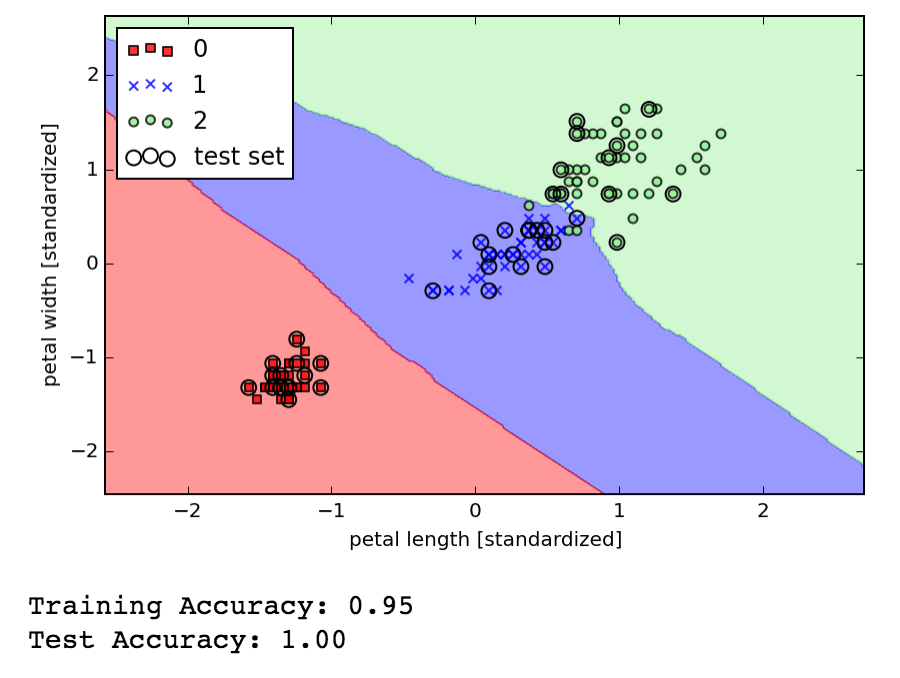 0
1
2
test set
2
1
0
−1
−2
petal width [standardized]
−2 −1 0 1 2
petal length [standardized]
Training Accuracy: 0.95
Test Accuracy: 1.00